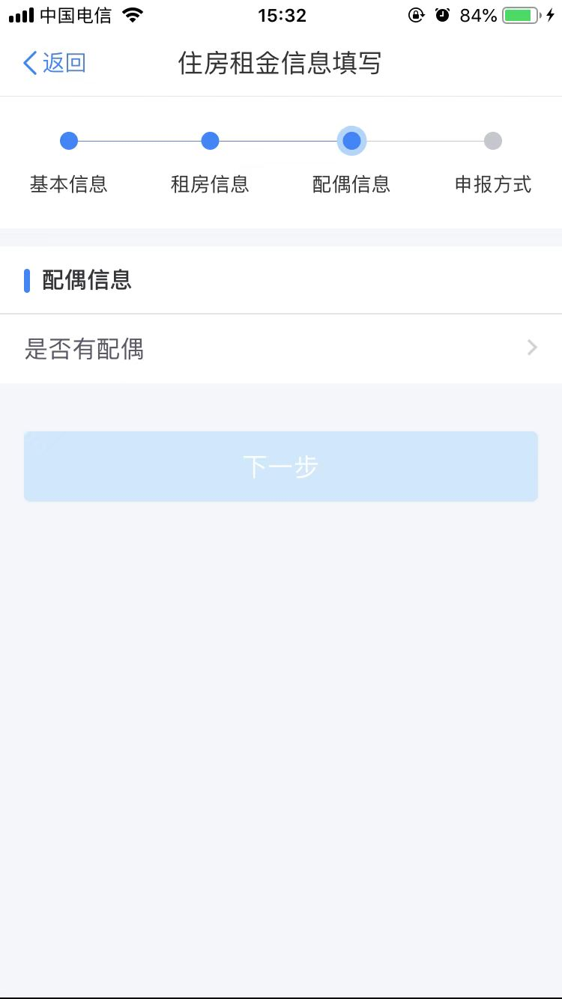 中国电信 15:32 84%
返回 住房租金信息填写
基本信息 租房信息 配偶信息 申报方式
配偶信息
是否有配偶
下一步